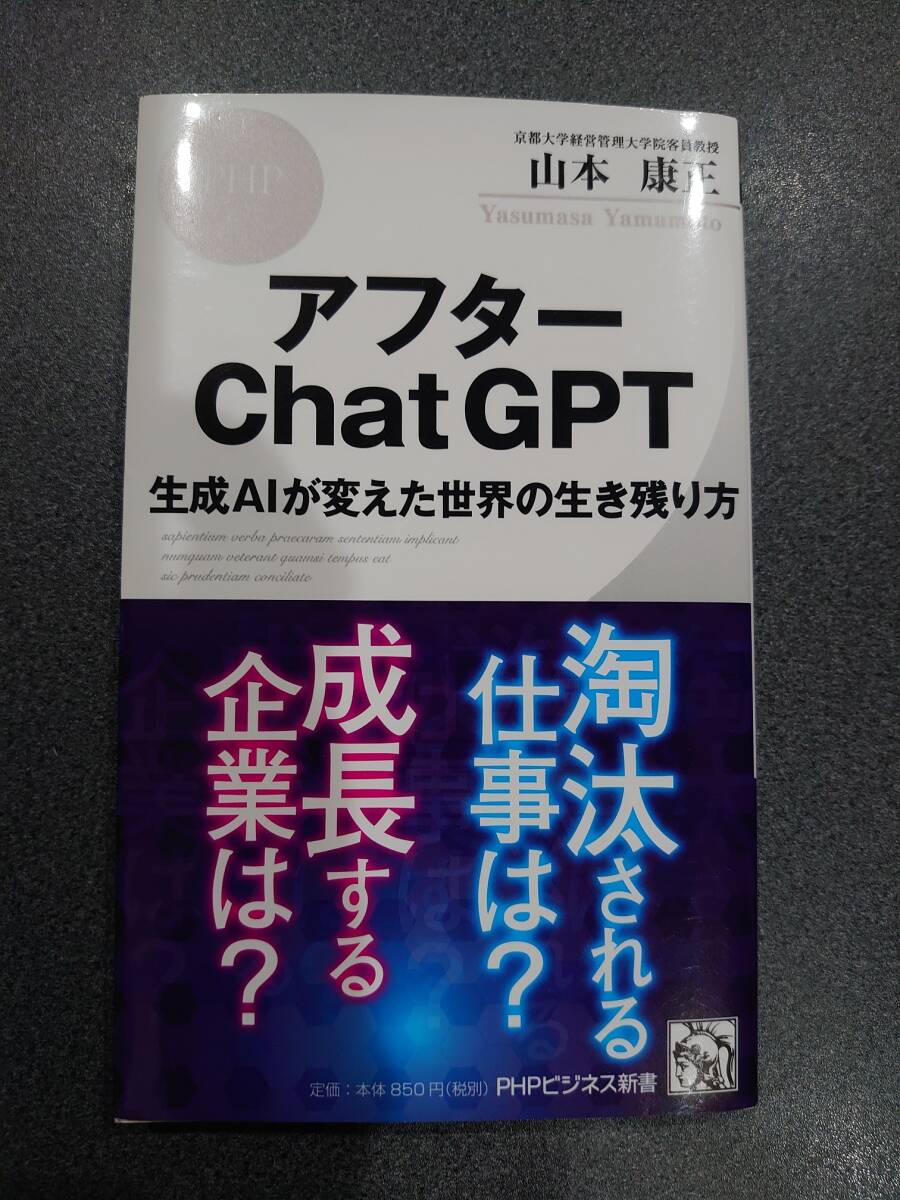 PHP
京都大学経営管理大学院客員教授
山本 康正
Yasumasa Yamamoto
アフター
ChatGPT
生成AIが変えた世界の生き残り方
sapientium verba praecaram sententiam implicant
numquam veterant quamsi tempus eat
sic prudentiam conciliate
淘汰される
仕事は?
成長する
企業は?
定価:本体850円(税別) PHPビジネス新書